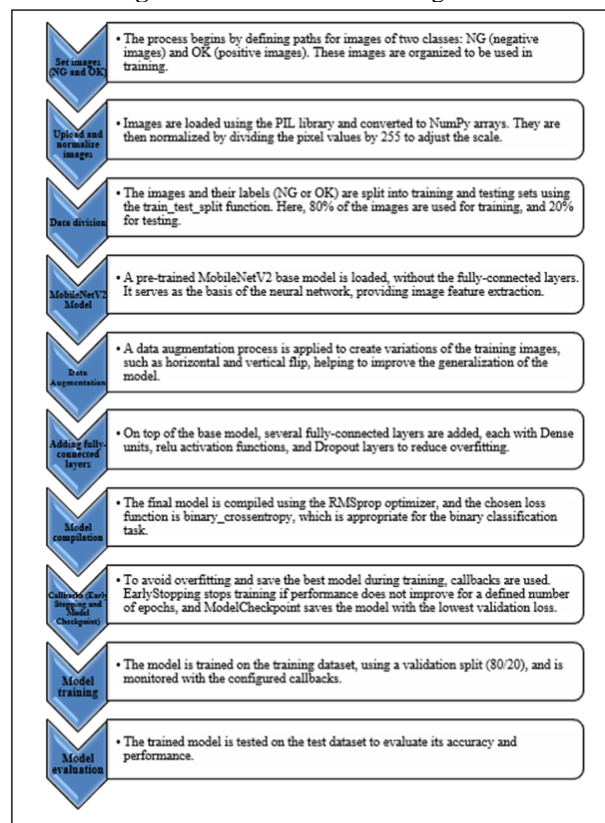 Set images
(NG and OK)
• The process begins by defining paths for images of two classes: NG (negative
images) and OK (positive images). These images are organized to be used in
training.
Upload and
normalize
images
• Images are loaded using the PIL library and converted to NumPy arrays. They are
then normalized by dividing the pixel values by 255 to adjust the scale.
Data division
• The images and their labels (NG or OK) are split into training and testing sets using
the train_test_split function. Here, 80% of the images are used for training, and 20%
for testing.
MobileNetV2
Model
• A pre-trained MobileNetV2 base model is loaded, without the fully-connected layers.
It serves as the basis of the neural network, providing image feature extraction.
Data
Augmentation
• A data augmentation process is applied to create variations of the training images,
such as horizontal and vertical flip, helping to improve the generalization of the
model.
Adding fully-
connected
layers
• On top of the base model, several fully-connected layers are added, each with Dense
units, relu activation functions, and Dropout layers to reduce overfitting.
Model
compilation
• The final model is compiled using the RMSprop optimizer, and the chosen loss
function is binary_crossentropy, which is appropriate for the binary classification
task.
Callbacks (Early
Stopping and
Model
Checkpoint)
• To avoid overfitting and save the best model during training, callbacks are used.
EarlyStopping stops training if performance does not improve for a defined number
of epochs, and ModelCheckpoint saves the model with the lowest validation loss.
Model
training
• The model is trained on the training dataset, using a validation split (80/20), and is
monitored with the configured callbacks.
Model
evaluation
• The trained model is tested on the test dataset to evaluate its accuracy and
performance.